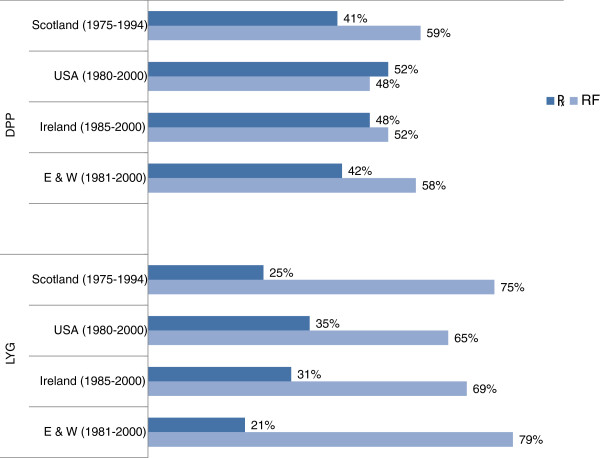 DPP
Scotland (1975-1994)
41%
59%
USA (1980-2000)
52%
48%
Ireland (1985-2000)
48%
52%
E & W (1981-2000)
42%
58%
℞ RF
LYG
Scotland (1975-1994)
25%
75%
USA (1980-2000)
35%
65%
Ireland (1985-2000)
31%
69%
E & W (1981-2000)
21%
79%